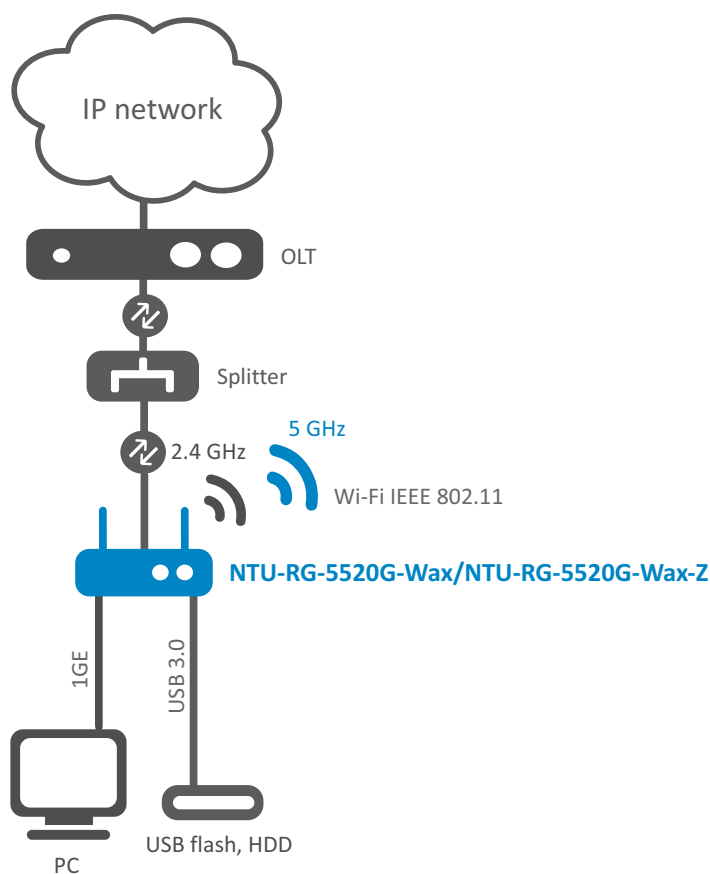 IP network
OLT
Splitter
5 GHz
2.4 GHz
Wi-Fi IEEE 802.11
NTU-RG-5520G-Wax/NTU-RG-5520G-Wax-Z
1GE
USB 3.0
USB flash, HDD
PC